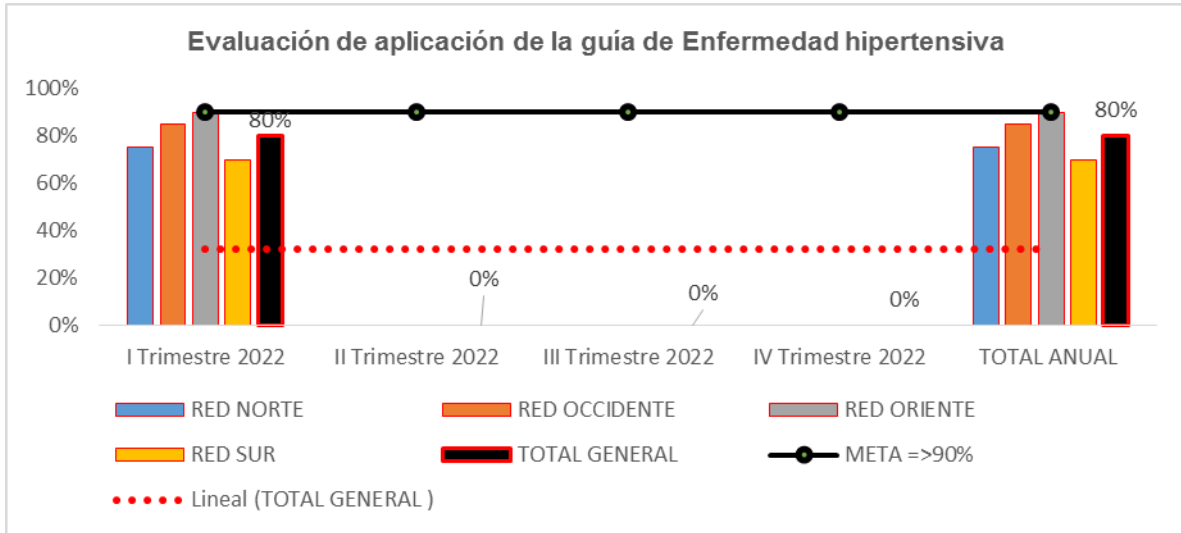 Evaluación de aplicación de la guía de Enfermedad hipertensiva
100%
80%
60%
40%
20%
0%
80%
0%
0%
0%
80%
I Trimestre 2022
II Trimestre 2022
III Trimestre 2022
IV Trimestre 2022
TOTAL ANUAL
RED NORTE
RED OCCIDENTE
RED ORIENTE
RED SUR
TOTAL GENERAL
META =>90%
Lineal (TOTAL GENERAL )